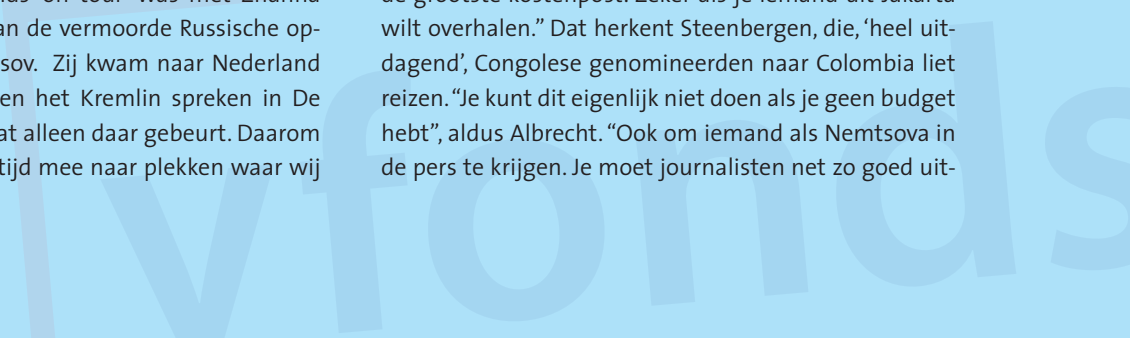 was met Zhanna
an de vermoorde Russische op-
sov. Zij kwam naar Nederland
en het Kremlin spreken in De
at alleen daar gebeurt. Daarom
tijd mee naar plekken waar wij
de grootste kostenpost. Zeker als je iemand uit Jakarta
wilt overhalen.” Dat herkent Steenbergen, die, ‘heel uit-
dagend’, Congolese genomineerden naar Colombia liet
reizen. “Je kunt dit eigenlijk niet doen als je geen budget
hebt”, aldus Albrecht. “Ook om iemand als Nemtsova in
de pers te krijgen. Je moet journalisten net zo goed uit-
vfonds